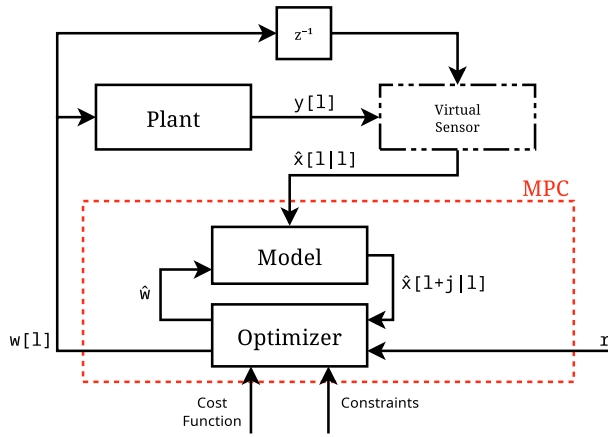 z⁻¹
Plant
y[l]
Virtual
Sensor
x̂[l|l]
MPC
Model
ŵ
x̂[l+j|l]
Optimizer
w[l]
r
Cost
Function
Constraints